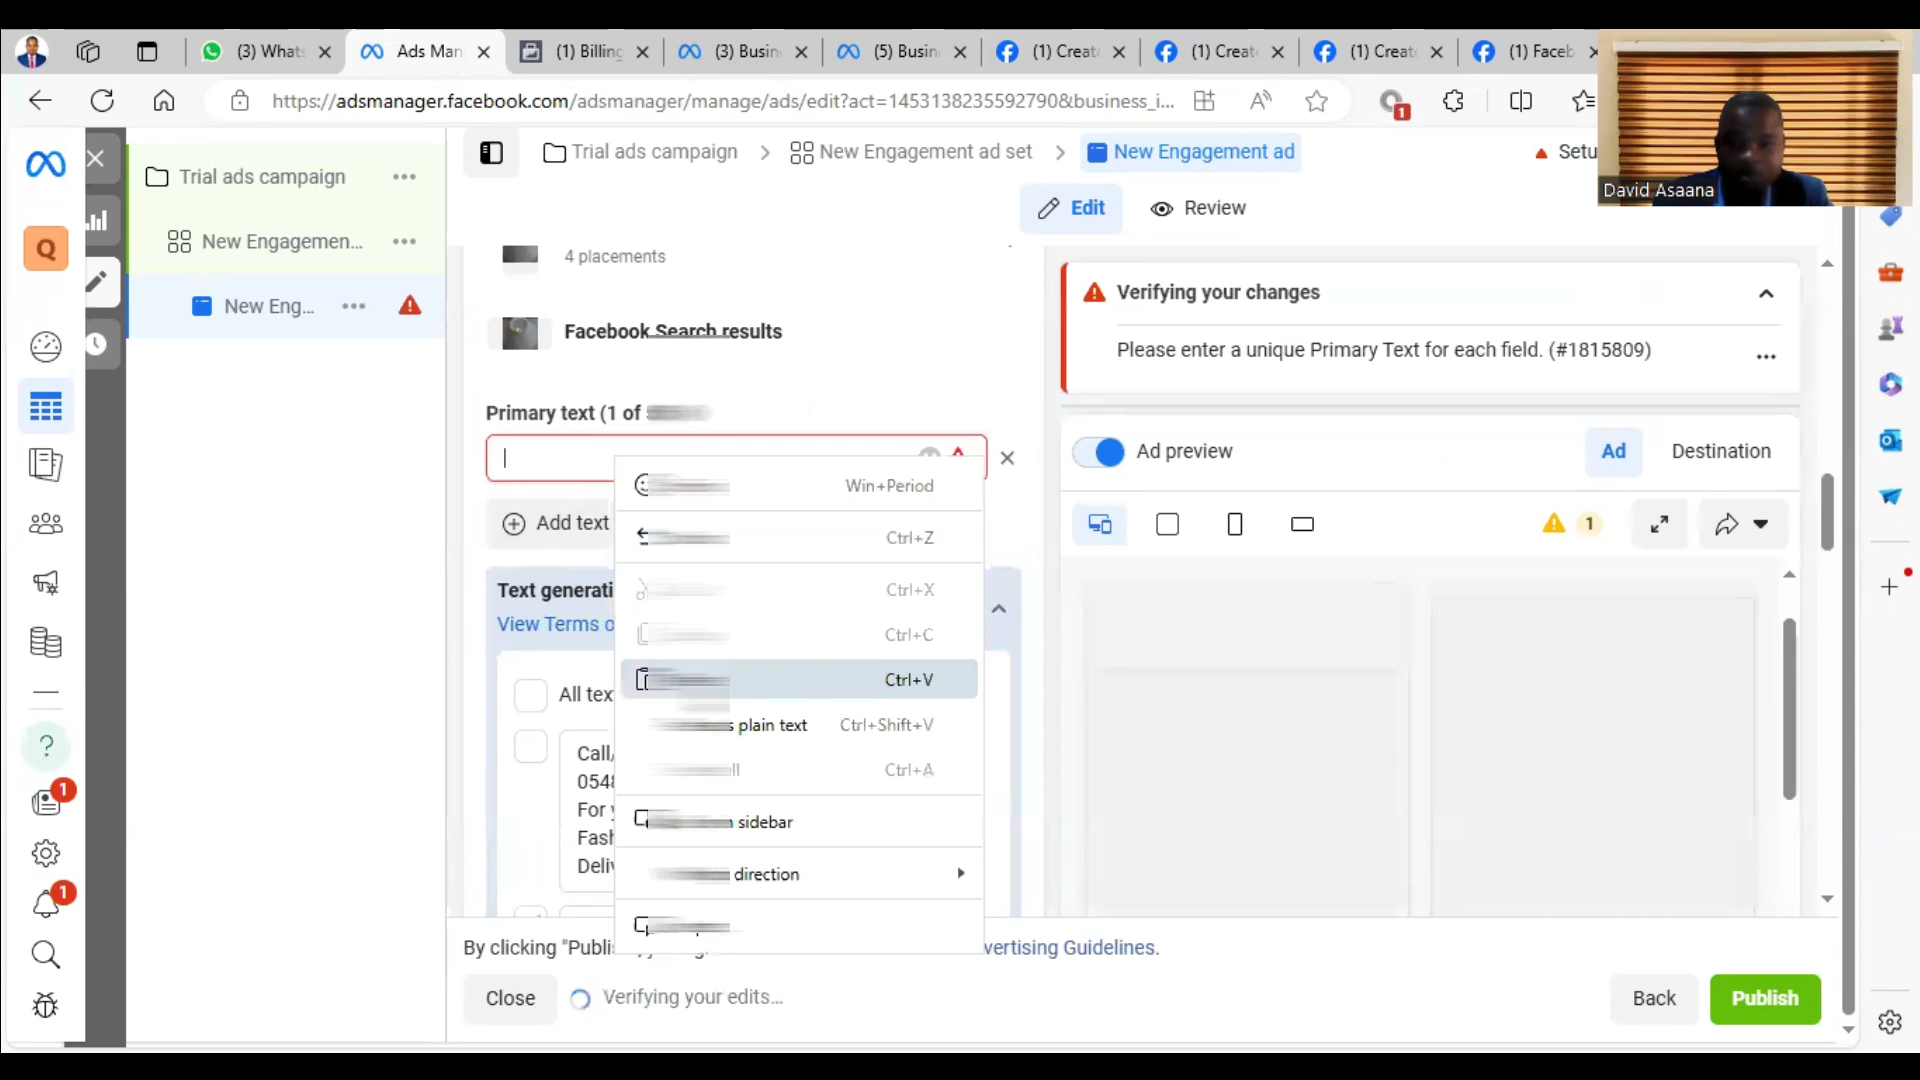 (3) Whats
Ads Man
(1) Billing
(3) Busin
(5) Busin
(1) Create
(1) Create
(1) Create
(1) Faceb
https://adsmanager.facebook.com/adsmanager/manage/ads/edit?act=1453138235592790&business_i...
1
David Asaana
Trial ads campaign
New Engagement ad set
New Engagement ad
Setu
Edit
Review
Q
Trial ads campaign
New Engagemen...
New Eng...
4 placements
Facebook Search results
Primary text (1 of
Add text
Text generati
View Terms o
All tex
Call/
054
For y
Fash
Deliv
Win+Period
Ctrl+Z
Ctrl+X
Ctrl+C
Ctrl+V
plain text
Ctrl+Shift+V
Ctrl+A
sidebar
direction
Verifying your changes
Please enter a unique Primary Text for each field. (#1815809)
Ad preview
Ad
Destination
1
?
1
1
By clicking "Publi
vertising Guidelines.
Close
Verifying your edits...
Back
Publish